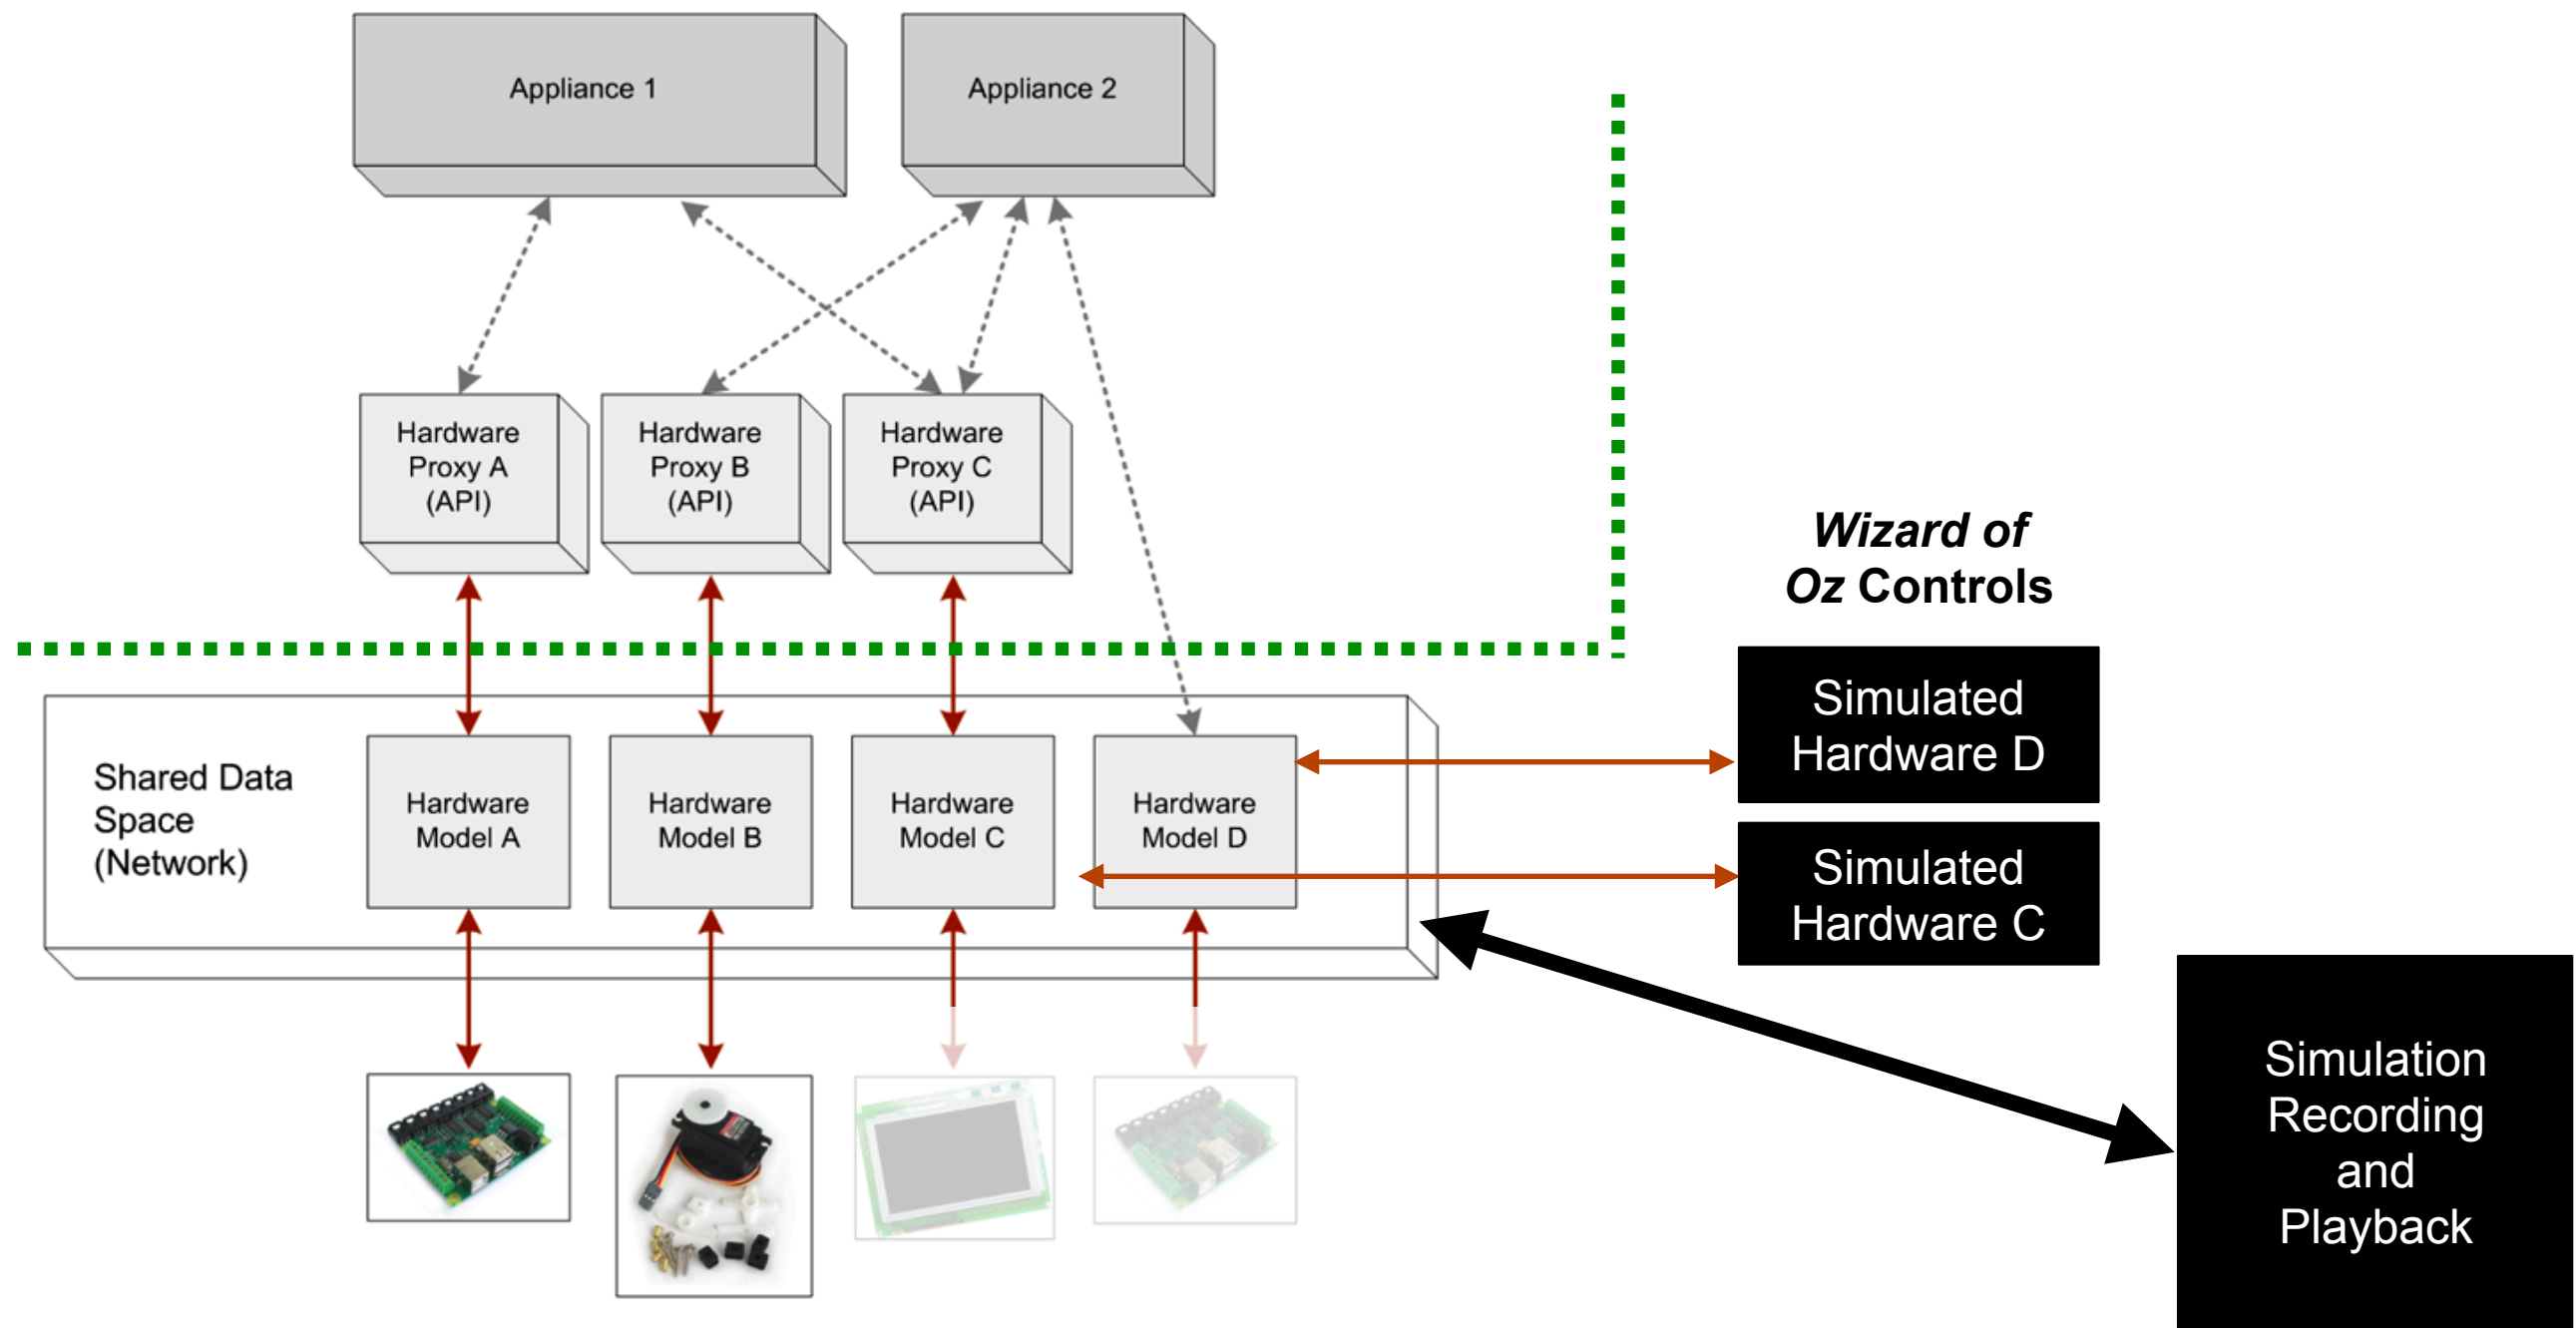 Appliance 1
Appliance 2
Hardware
Proxy A
(API)
Hardware
Proxy B
(API)
Hardware
Proxy C
(API)
Wizard of
Oz Controls
Shared Data
Space
(Network)
Hardware
Model A
Hardware
Model B
Hardware
Model C
Hardware
Model D
Simulated
Hardware D
Simulated
Hardware C
Simulation
Recording
and
Playback